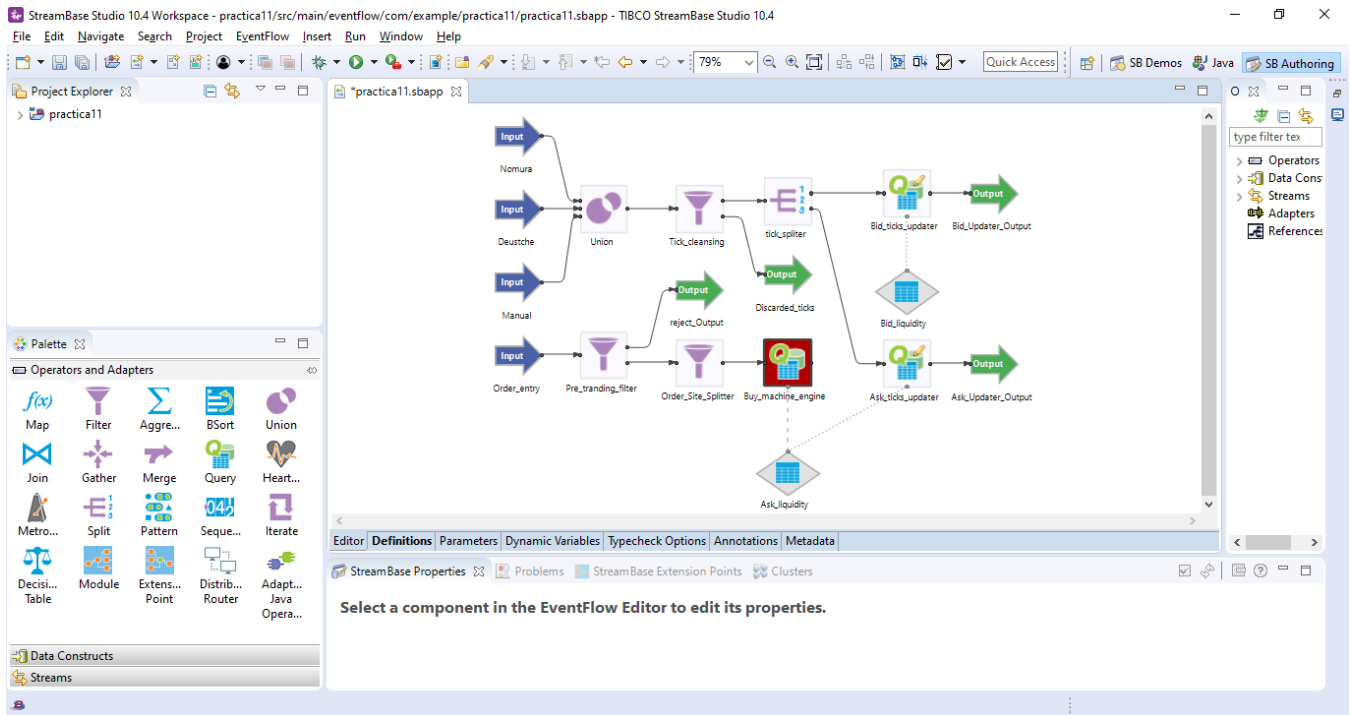 StreamBase Studio 10.4 Workspace - practica11/src/main/eventflow/com/example/practica11/practica11.sbapp - TIBCO StreamBase Studio 10.4
File Edit Navigate Search Project EventFlow Insert Run Window Help
79% Quick Access SB Demos Java SB Authoring
Project Explorer
practica11
*practica11.sbapp
O
type filter tex
Operators
Data Cons
Streams
Adapters
References
Input
Nomura
Input
Deustche
Input
Manual
Input
Order_entry
Union
Tick_cleansing
1
2
3
tick_spliter
Bid_ticks_updater
Output
Bid_Updater_Output
Output
Discarded_ticks
Output
reject_Output
Bid_liquidity
Pre_tranding_filter
Order_Site_Splitter
Buy_machine_engine
Ask_ticks_updater
Output
Ask_Updater_Output
Ask_liquidity
Editor Definitions Parameters Dynamic Variables Typecheck Options Annotations Metadata
Palette
Operators and Adapters
f(x)
Map Filter Aggre... BSort Union
Join Gather Merge Query Heart...
Metro... Split Pattern Seque... Iterate
Decisi... Table Module Extens... Point Distrib... Router Adapt... Java Opera...
Data Constructs
Streams
StreamBase Properties Problems StreamBase Extension Points Clusters
Select a component in the EventFlow Editor to edit its properties.